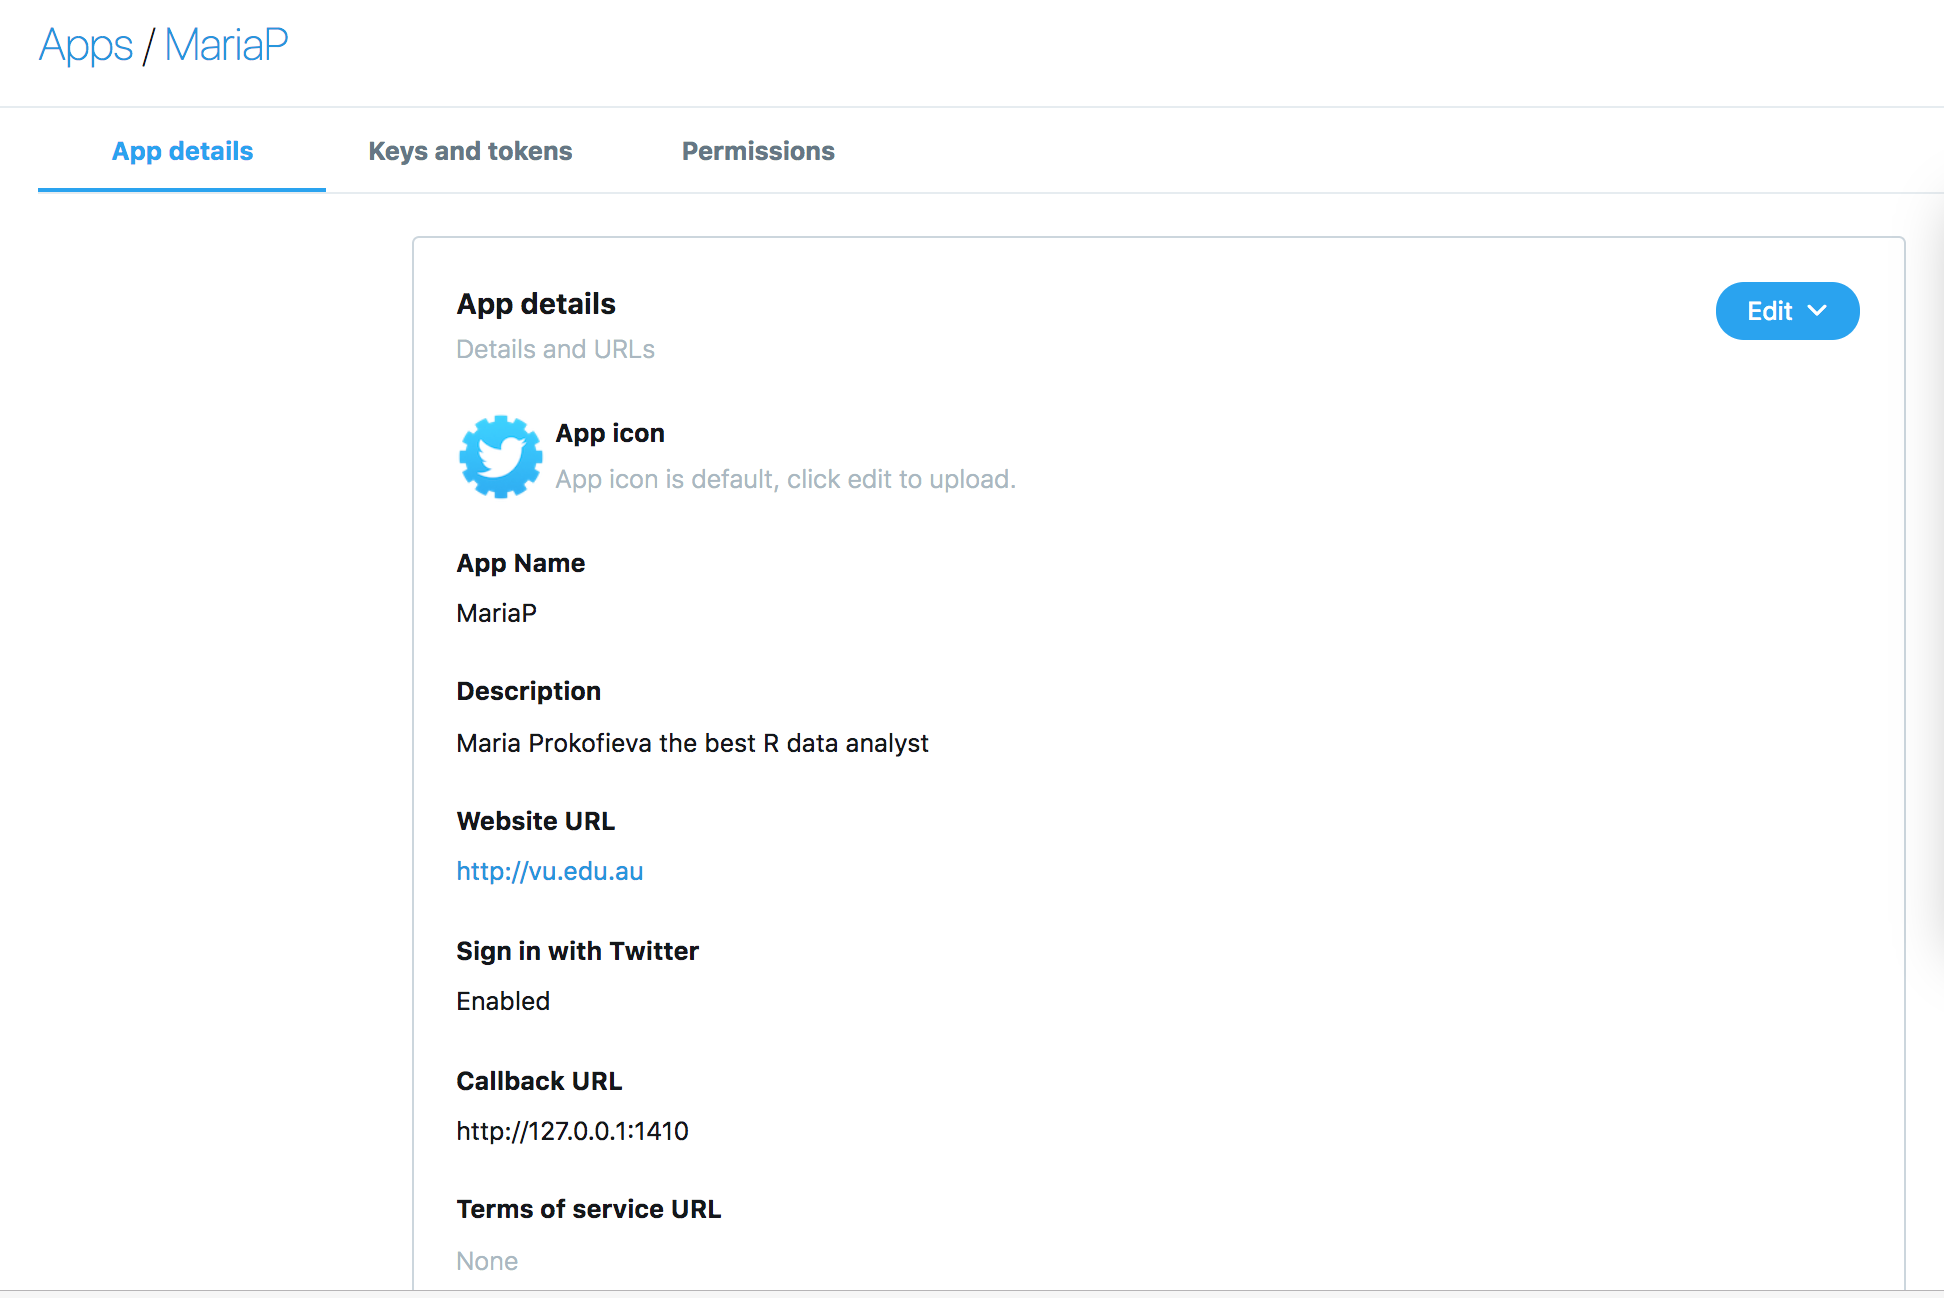 Apps / MariaP
App details
Keys and tokens
Permissions
App details
Edit
Details and URLs
App icon
App icon is default, click edit to upload.
App Name
MariaP
Description
Maria Prokofieva the best R data analyst
Website URL
http://vu.edu.au
Sign in with Twitter
Enabled
Callback URL
http://127.0.0.1:1410
Terms of service URL
None